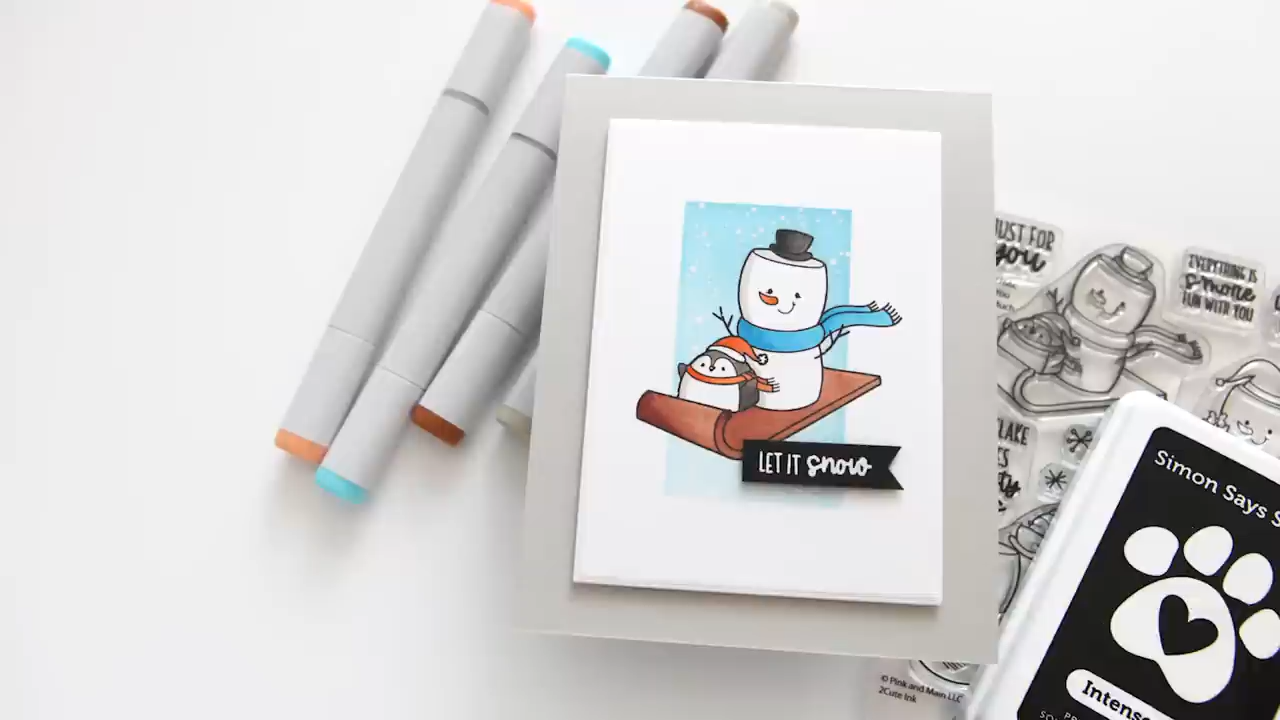 LET IT snow
JUST FOR
you
EVERYTHING IS
s'more
FUN WITH YOU
Simon Says
Intense
© Pink and Main LLC
2Cute Ink